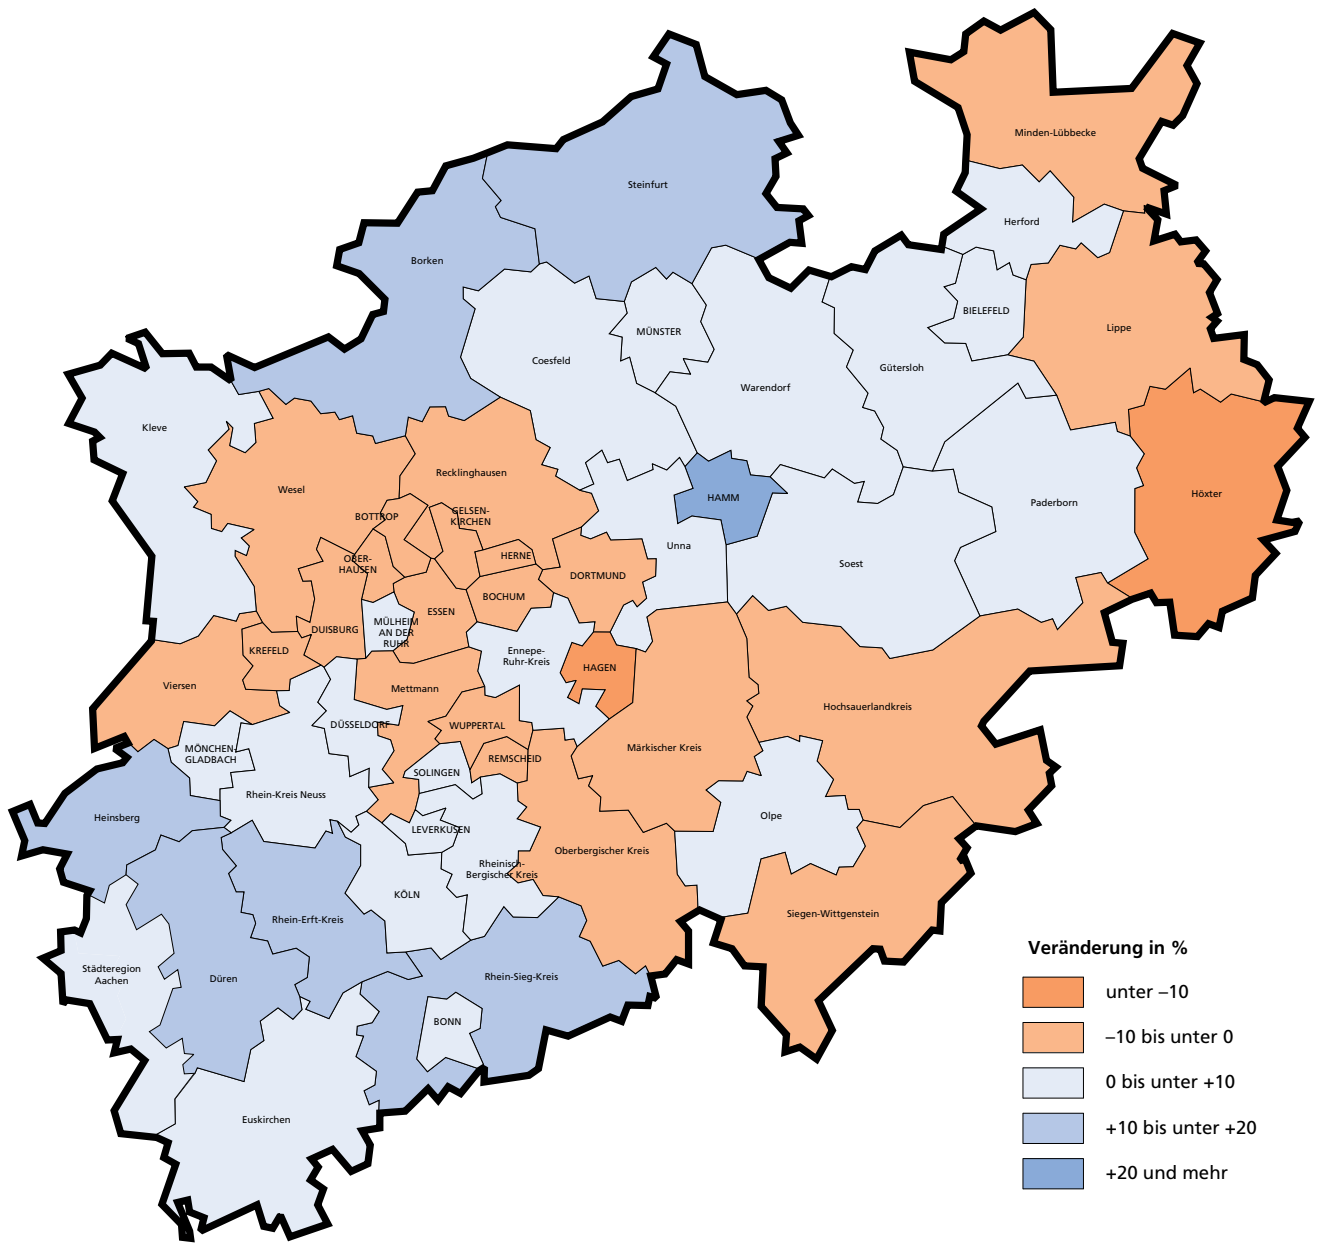 Minden-Lübbecke
Steinfurt
Herford
Borken
BIELEFELD
Lippe
MÜNSTER
Coesfeld
Gütersloh
Warendorf
Kleve
Recklinghausen
Wesel
HAMM
Höxter
Paderborn
BOTTROP
GELSEN-
KIRCHEN
Unna
HERNE
OBER-
HAUSEN
Soest
DORTMUND
BOCHUM
ESSEN
MÜLHEIM
AN DER
RUHR
DUISBURG
KREFELD
Ennepe-
Ruhr-Kreis
HAGEN
Viersen
Mettmann
Hochsauerlandkreis
DÜSSELDORF
WUPPERTAL
Märkischer Kreis
MÖNCHEN-
GLADBACH
REMSCHEID
SOLINGEN
Rhein-Kreis Neuss
Heinsberg
Olpe
LEVERKUSEN
Oberbergischer Kreis
Rheinisch-
Bergischer Kreis
KÖLN
Siegen-Wittgenstein
Rhein-Erft-Kreis
Städteregion
Aachen
Düren
Rhein-Sieg-Kreis
BONN
Euskirchen
Veränderung in %
unter –10
–10 bis unter 0
0 bis unter +10
+10 bis unter +20
+20 und mehr